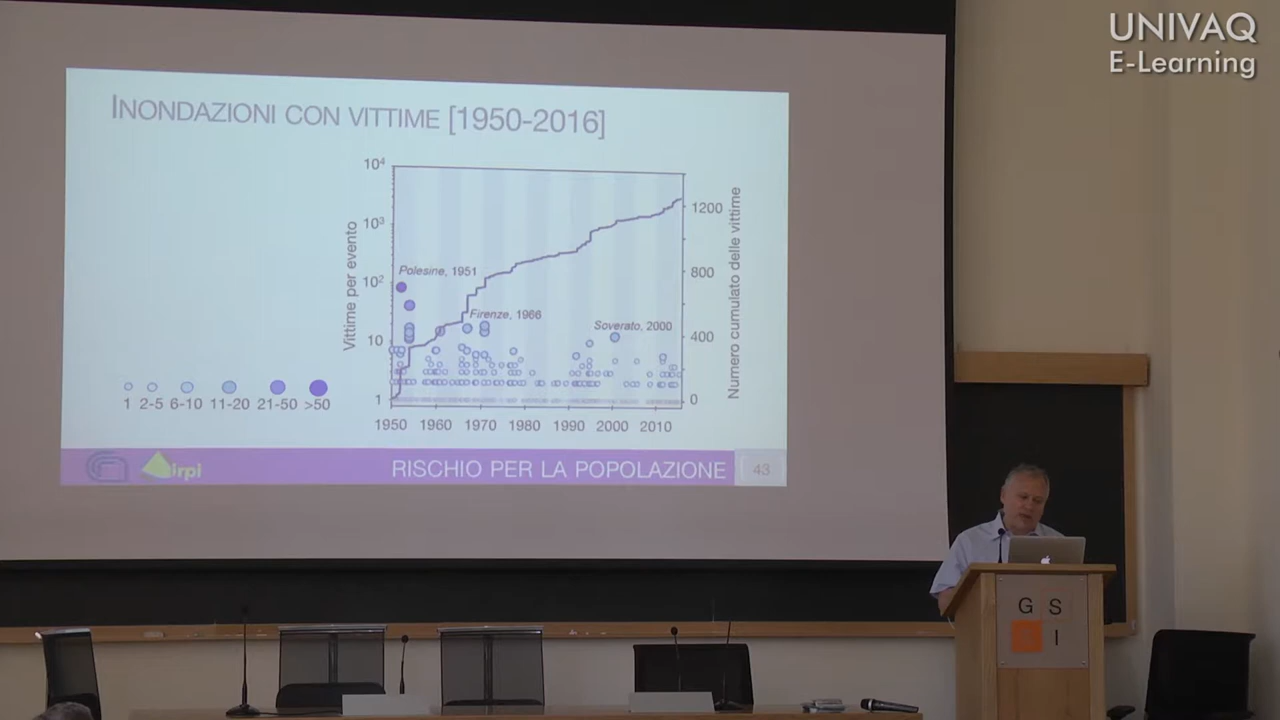 UNIVAQ
E-Learning
INONDAZIONI CON VITTIME [1950-2016]
Vittime per evento
10⁴
10³
10²
10
1
Polesine, 1951
Firenze, 1966
Soverato, 2000
1200
800
400
0
Numero cumulato delle vittime
1950 1960 1970 1980 1990 2000 2010
1 2-5 6-10 11-20 21-50 >50
irpi
RISCHIO PER LA POPOLAZIONE 43
G S
I